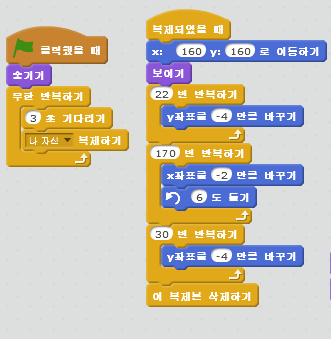 클릭했을 때
숨기기
무한 반복하기
3 초 기다리기
나 자신 복제하기
복제되었을 때
x: 160 y: 160 로 이동하기
보이기
22 번 반복하기
y좌표를 -4 만큼 바꾸기
170 번 반복하기
x좌표를 -2 만큼 바꾸기
6 도 돌기
30 번 반복하기
y좌표를 -4 만큼 바꾸기
이 복제본 삭제하기